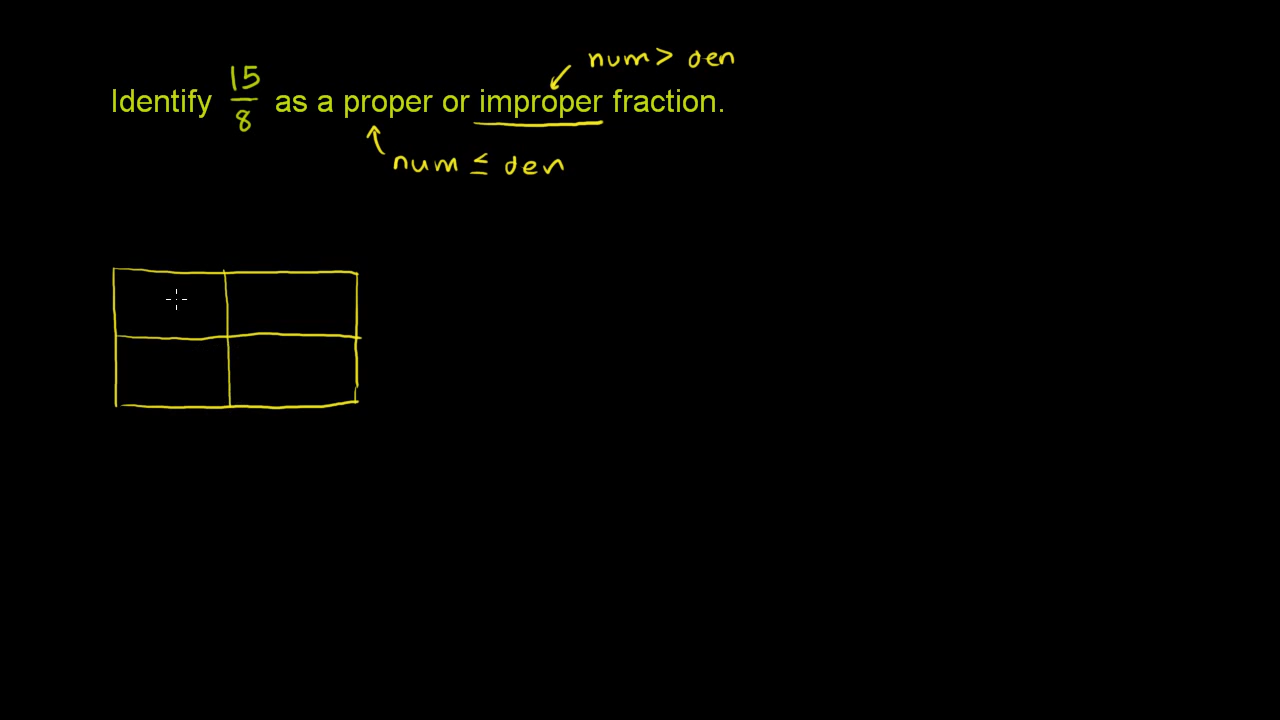 num > den
Identify 15/8 as a proper or improper fraction.
num ≤ den